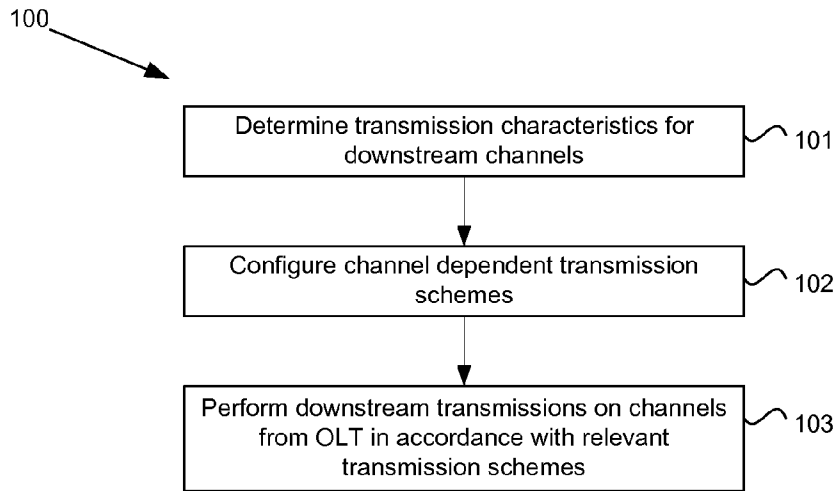 100
Determine transmission characteristics for
downstream channels
101
Configure channel dependent transmission
schemes
102
Perform downstream transmissions on channels
from OLT in accordance with relevant
transmission schemes
103